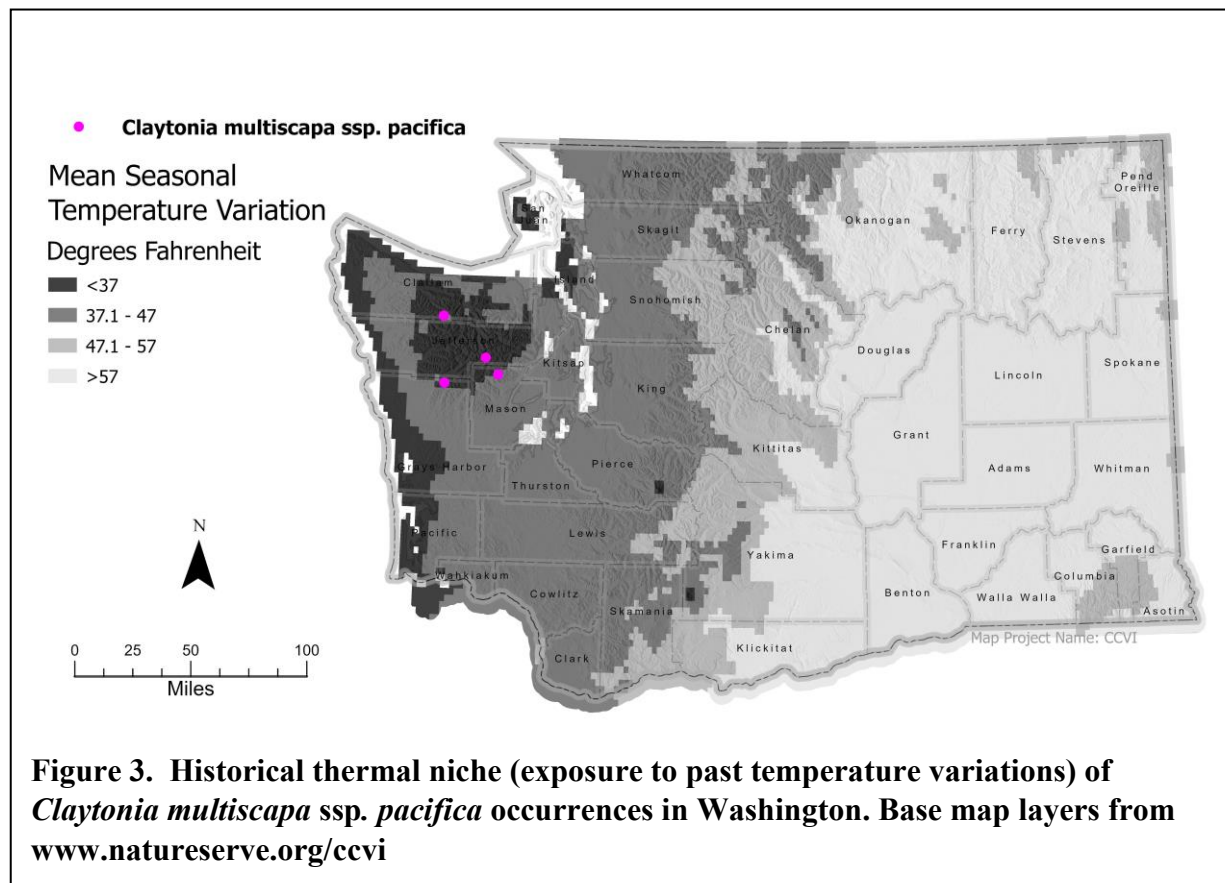 Claytonia multiscapa ssp. pacifica
Mean Seasonal
Temperature Variation
Degrees Fahrenheit
<37
37.1 - 47
47.1 - 57
>57
Whatcom
Pend
Oreille
San
Juan
Okanogan
Ferry
Stevens
Skagit
Clallam
Island
Snohomish
Jefferson
Chelan
Douglas
Kitsap
Spokane
Lincoln
King
Mason
Grant
Kittitas
Grays Harbor
Pierce
Adams
Whitman
Thurston
N
Pacific
Lewis
Yakima
Franklin
Garfield
Wahkiakum
Columbia
Cowlitz
Skamania
Benton
Walla Walla
Asotin
Map Project Name: CCVI
Klickitat
Clark
0 25 50 100
Miles
Figure 3. Historical thermal niche (exposure to past temperature variations) of
Claytonia multiscapa ssp. pacifica occurrences in Washington. Base map layers from
www.natureserve.org/ccvi